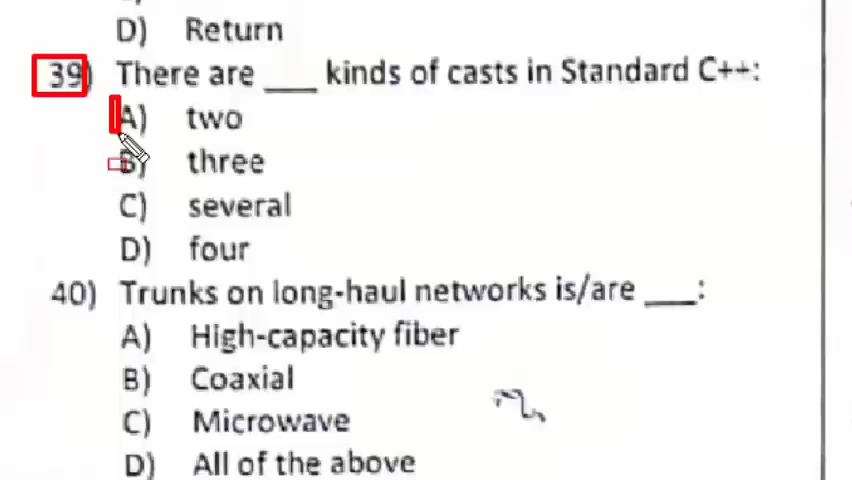 D) Return
39) There are ___ kinds of casts in Standard C++:
A) two
B) three
C) several
D) four
40) Trunks on long-haul networks is/are ___:
A) High-capacity fiber
B) Coaxial
C) Microwave
D) All of the above